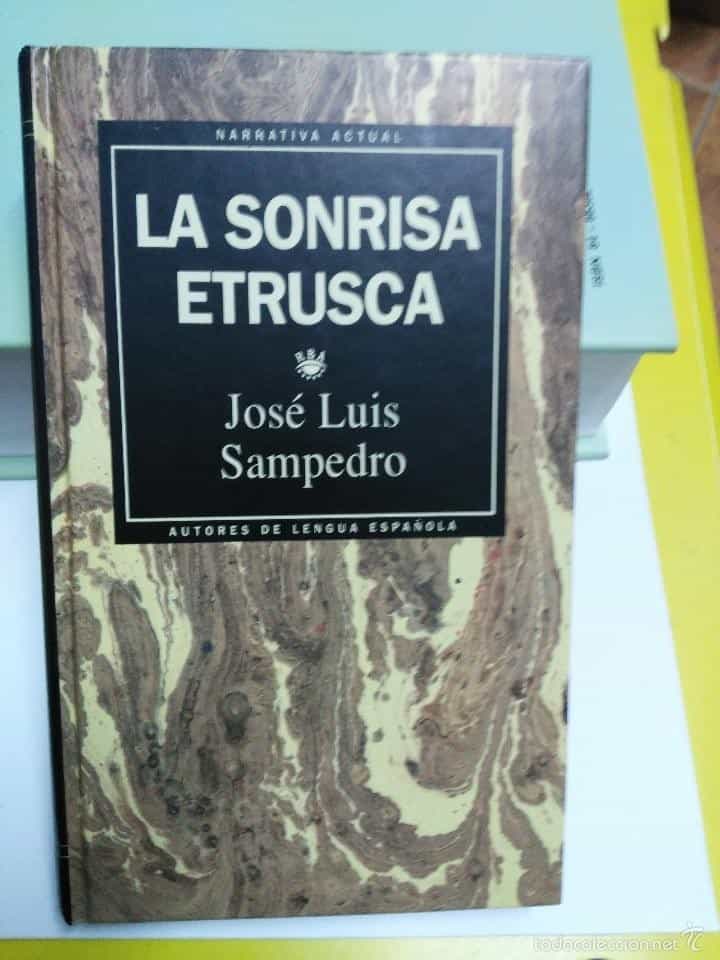 NARRATIVA ACTUAL
LA SONRISA
ETRUSCA
RBA
José Luis
Sampedro
AUTORES DE LENGUA ESPAÑOLA
todocoleccion.net